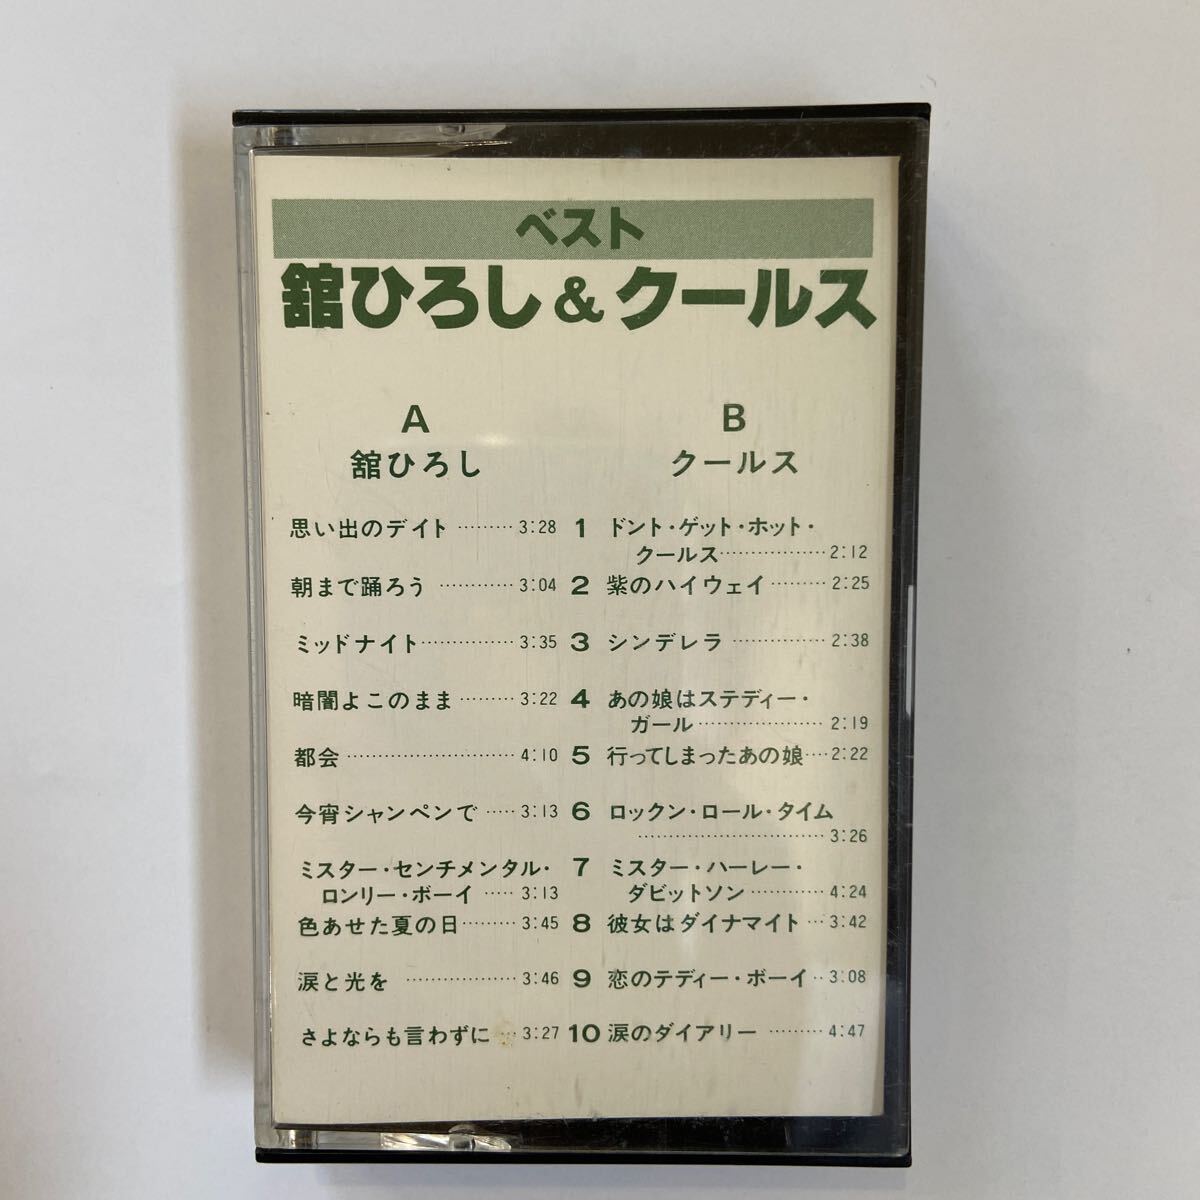 ベスト
舘ひろし&クールス
A
舘ひろし
思い出のデイト ········ 3:28
朝まで踊ろう ············ 3:04
ミッドナイト··············· 3:35
暗闇よこのまま ········· 3:22
都会 ··························· 4:10
今宵シャンペンで ····· 3:13
ミスター・センチメンタル・
ロンリー・ボーイ ····· 3:13
色あせた夏の日········· 3:45
涙と光を ·················· 3:46
さよならも言わずに ··· 3:27
B
クールス
1 ドント・ゲット・ホット・
クールス················· 2:12
2 紫のハイウェイ ········· 2:25
3 シンデレラ ··············· 2:38
4 あの娘はステディー・
ガール ···················· 2:19
5 行ってしまったあの娘···· 2:22
6 ロックン・ロール・タイム
······························ 3:26
7 ミスター・ハーレー・
ダビットソン ············ 4:24
8 彼女はダイナマイト ··· 3:42
9 恋のテディー・ボーイ ·· 3:08
10 涙のダイアリー ········· 4:47